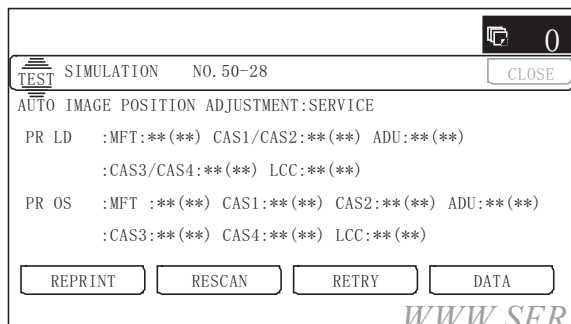 0
TEST SIMULATION NO.50-28 CLOSE
AUTO IMAGE POSITION ADJUSTMENT:SERVICE
PR LD :MFT:**(**) CAS1/CAS2:**(**) ADU:**(**)
:CAS3/CAS4:**(**) LCC:**(**)
PR OS :MFT :**(**) CAS1:**(**) CAS2:**(**) ADU:**(**)
:CAS3:**(**) CAS4:**(**) LCC:**(**)
REPRINT RESCAN RETRY DATA
WWW.SER